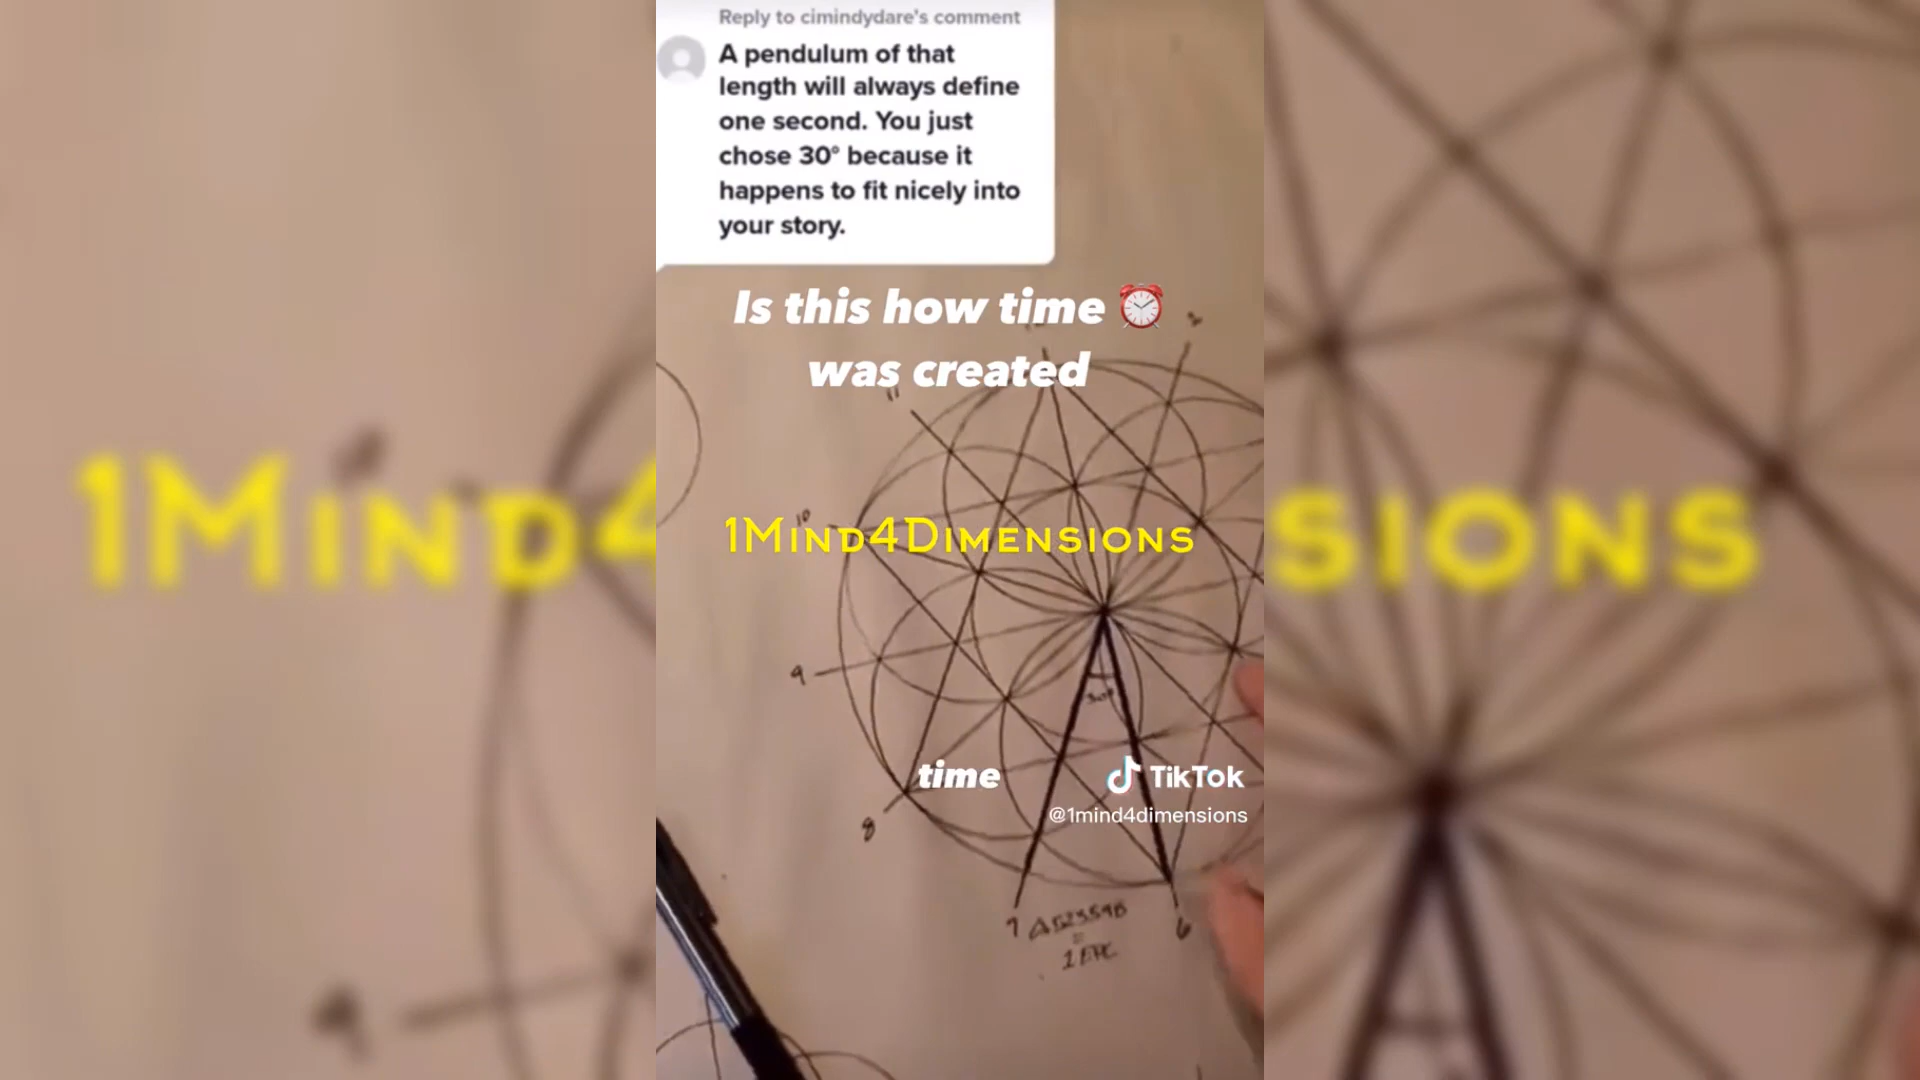 Reply to cimindydare's comment
A pendulum of that
length will always define
one second. You just
chose 30° because it
happens to fit nicely into
your story.
Is this how time ⏰
was created
11
10
1Mind4Dimensions
9
time
TikTok
@1mind4dimensions
8
7
6